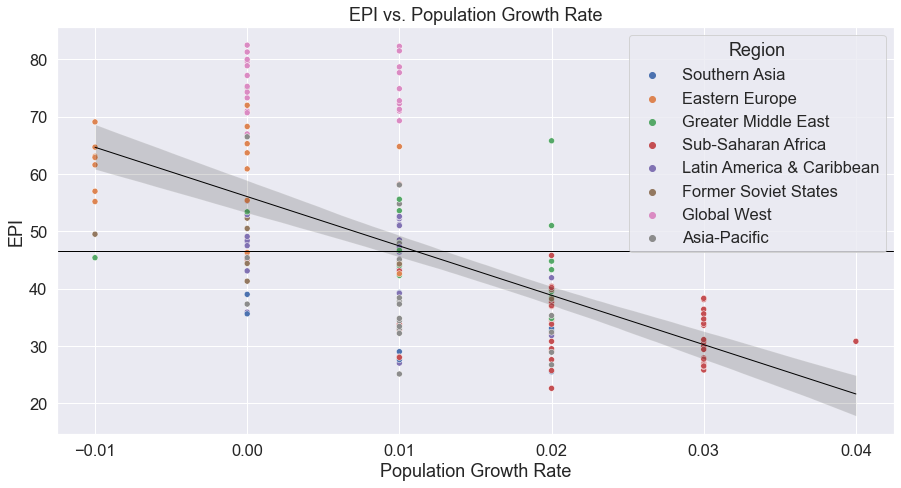 EPI vs. Population Growth Rate
Region
Southern Asia
Eastern Europe
Greater Middle East
Sub-Saharan Africa
Latin America & Caribbean
Former Soviet States
Global West
Asia-Pacific
EPI
80
70
60
50
40
30
20
−0.01 0.00 0.01 0.02 0.03 0.04
Population Growth Rate